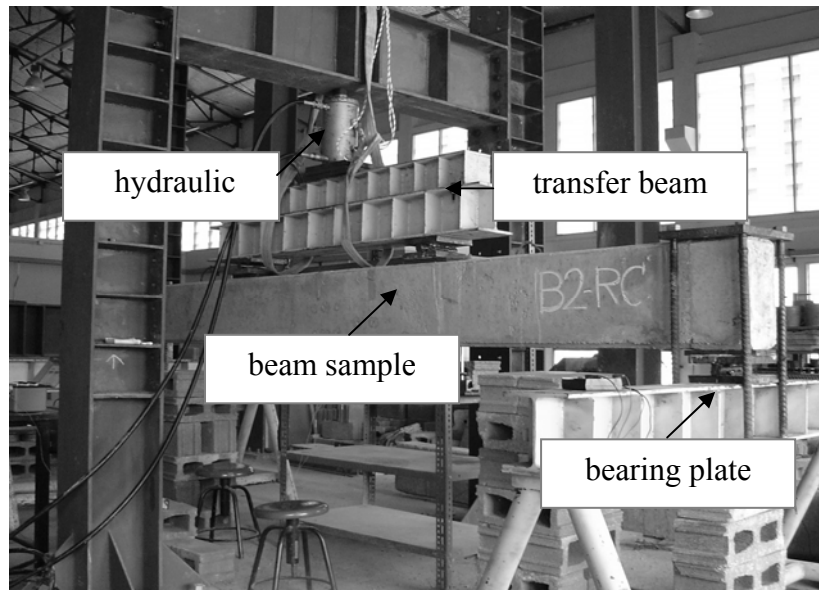 hydraulic
transfer beam
B2-RC
beam sample
bearing plate